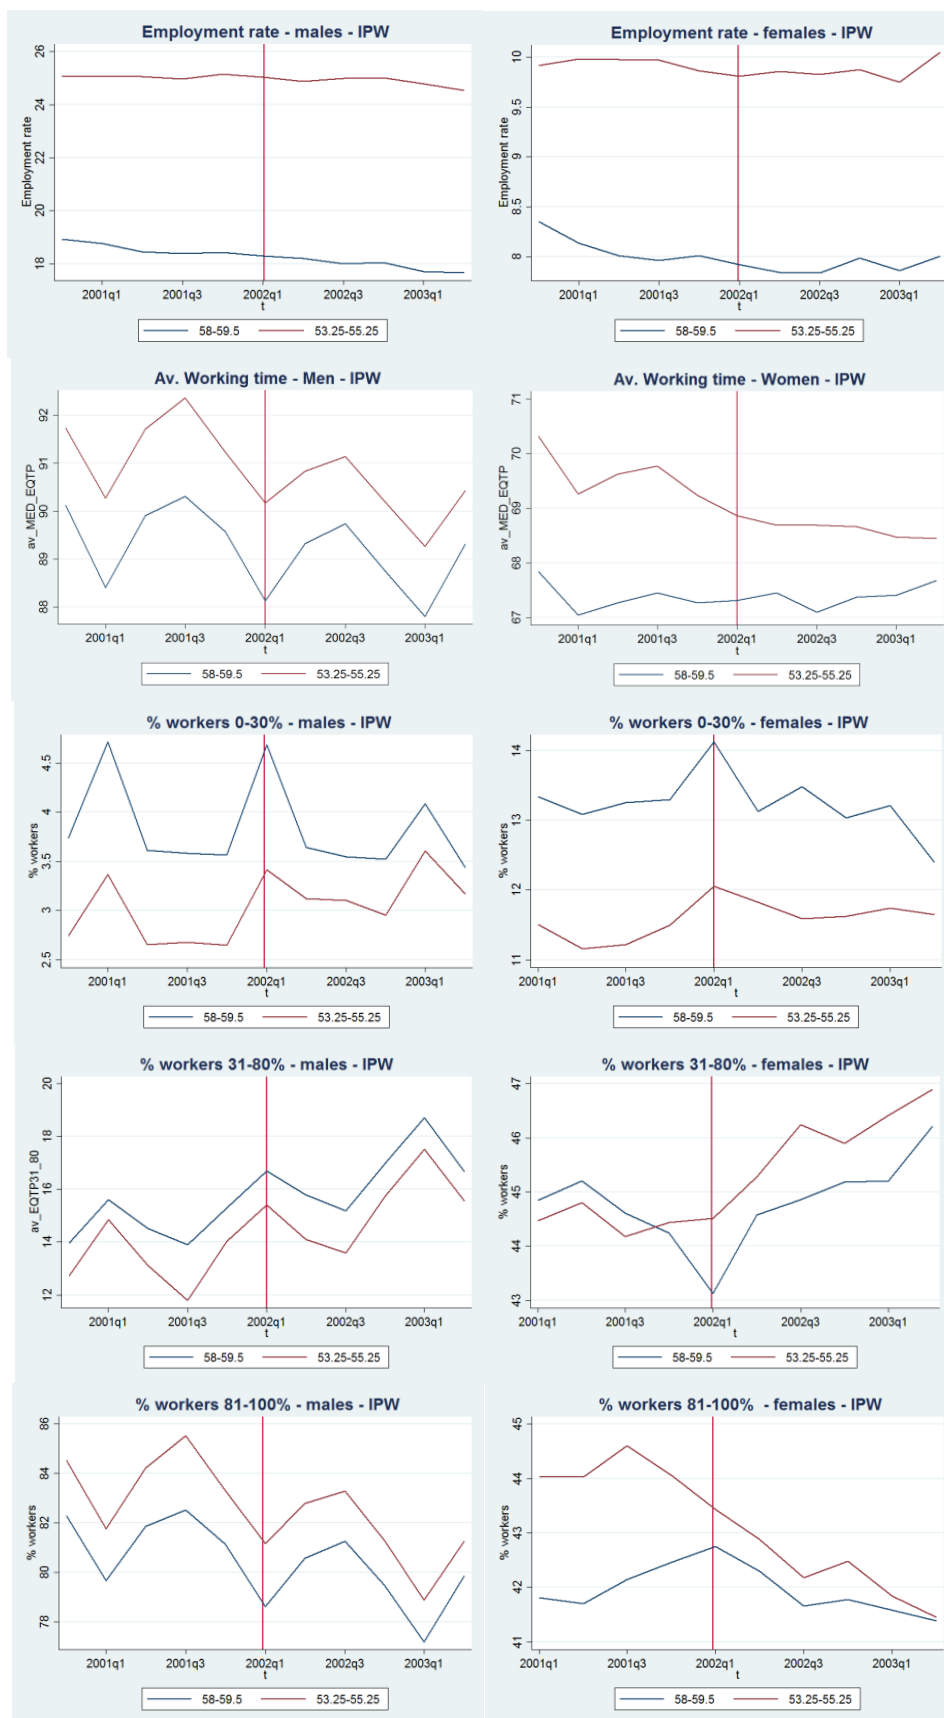 Employment rate - males - IPW
Employment rate
26
24
22
20
18
2001q1 2001q3 2002q1 2002q3 2003q1
t
58-59.5 53.25-55.25
Employment rate - females - IPW
Employment rate
10
9.5
9
8.5
8
2001q1 2001q3 2002q1 2002q3 2003q1
t
58-59.5 53.25-55.25
Av. Working time - Men - IPW
av_MED_EQTP
92
91
90
89
88
2001q1 2001q3 2002q1 2002q3 2003q1
t
58-59.5 53.25-55.25
Av. Working time - Women - IPW
av_MED_EQTP
71
70
69
68
67
2001q1 2001q3 2002q1 2002q3 2003q1
t
58-59.5 53.25-55.25
% workers 0-30% - males - IPW
% workers
4.5
4
3.5
3
2.5
2001q1 2001q3 2002q1 2002q3 2003q1
t
58-59.5 53.25-55.25
% workers 0-30% - females - IPW
% workers
14
13
12
11
2001q1 2001q3 2002q1 2002q3 2003q1
t
58-59.5 53.25-55.25
% workers 31-80% - males - IPW
av_EQTP31_80
20
18
16
14
12
2001q1 2001q3 2002q1 2002q3 2003q1
t
58-59.5 53.25-55.25
% workers 31-80% - females - IPW
% workers
47
46
45
44
43
2001q1 2001q3 2002q1 2002q3 2003q1
t
58-59.5 53.25-55.25
% workers 81-100% - males - IPW
% workers
86
84
82
80
78
2001q1 2001q3 2002q1 2002q3 2003q1
t
58-59.5 53.25-55.25
% workers 81-100% - females - IPW
% workers
45
44
43
42
41
2001q1 2001q3 2002q1 2002q3 2003q1
t
58-59.5 53.25-55.25